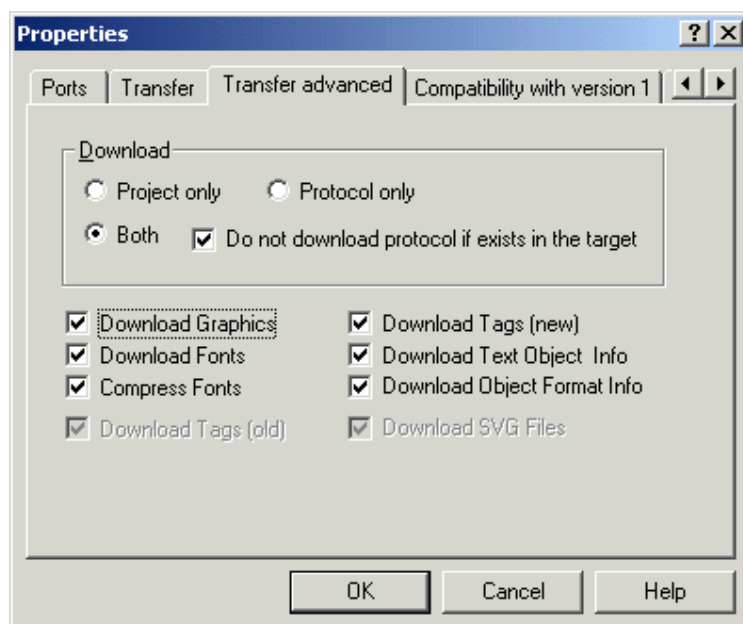 Properties
Ports Transfer Transfer advanced Compatibility with version 1
Download
Project only Protocol only
Both Do not download protocol if exists in the target
Download Graphics Download Tags (new)
Download Fonts Download Text Object Info
Compress Fonts Download Object Format Info
Download Tags (old) Download SVG Files
OK Cancel Help